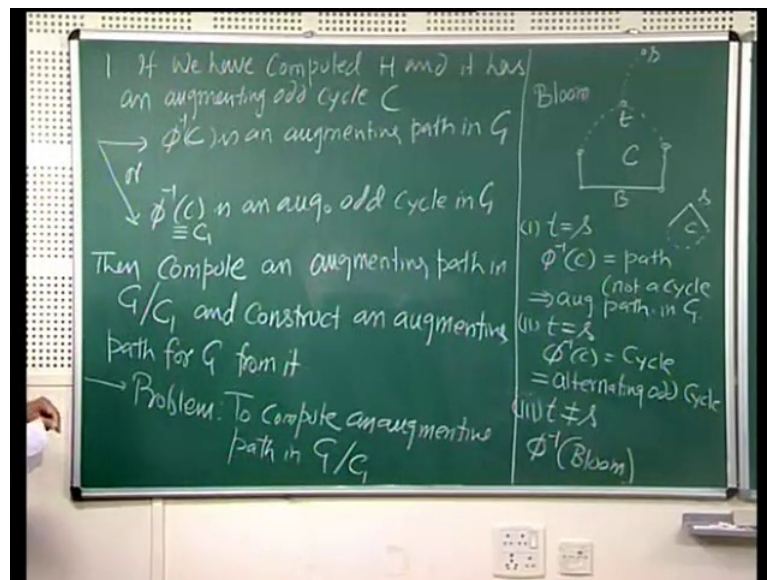 1 If We have Computed H and it has
an augmenting odd cycle C
→ φ⁻¹(C) is an augmenting path in G
or
φ⁻¹(C) is an aug. odd cycle in G
≡ C₁
Then Compute an augmenting path in
G/C₁ and Construct an augmenting
path for G from it
→ Problem: To Compute an augmenting
path in G/C₁
Bloom
s
t
C
B
s
C
(i) t=s
φ⁻¹(C) = path
(not a cycle
⇒ aug path in G
(ii) t=s
φ⁻¹(C) = Cycle
= alternating odd Cycle
(iii) t≠s
φ⁻¹(Bloom)